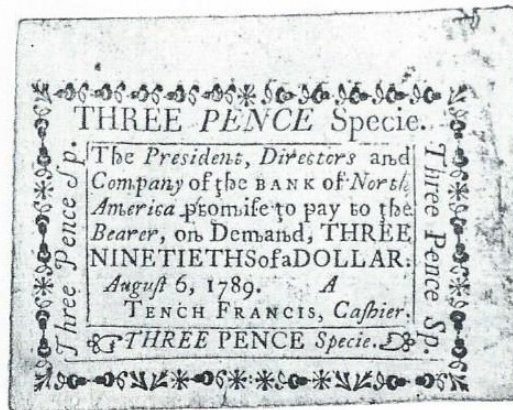 THREE PENCE Specie.
Three Pence Sp.
The President, Directors and
Company of the BANK of North
America promiſe to pay to the
Bearer, on Demand, THREE
NINETIETHS of a DOLLAR.
Auguſt 6, 1789. A
TENCH FRANCIS, Caſhier.
Three Pence Sp.
THREE PENCE Specie.